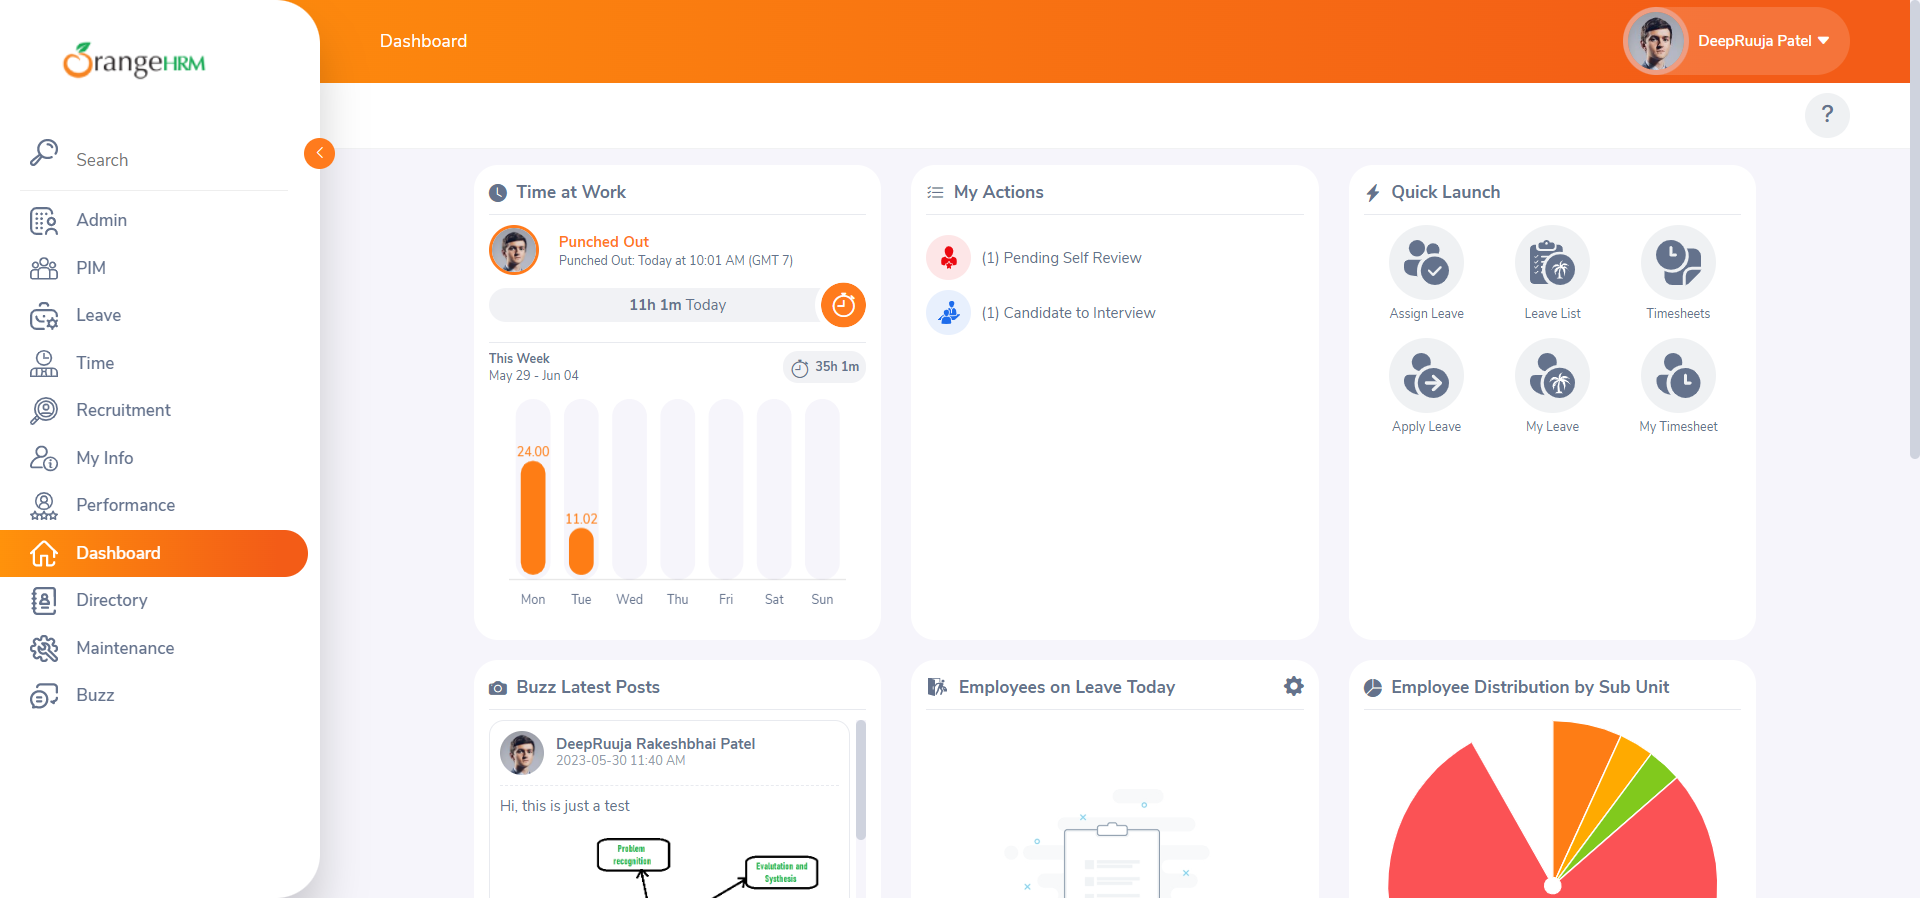 OrangeHRM
Dashboard
DeepRuuja Patel
?
Search
Admin
PIM
Leave
Time
Recruitment
My Info
Performance
Dashboard
Directory
Maintenance
Buzz
Time at Work
Punched Out
Punched Out: Today at 10:01 AM (GMT 7)
11h 1m Today
This Week
May 29 - Jun 04
35h 1m
24.00
11.02
Mon Tue Wed Thu Fri Sat Sun
My Actions
(1) Pending Self Review
(1) Candidate to Interview
Quick Launch
Assign Leave
Leave List
Timesheets
Apply Leave
My Leave
My Timesheet
Buzz Latest Posts
DeepRuuja Rakeshbhai Patel
2023-05-30 11:40 AM
Hi, this is just a test
Problem
recognition
Evalutation and
Systhesis
Employees on Leave Today
Employee Distribution by Sub Unit